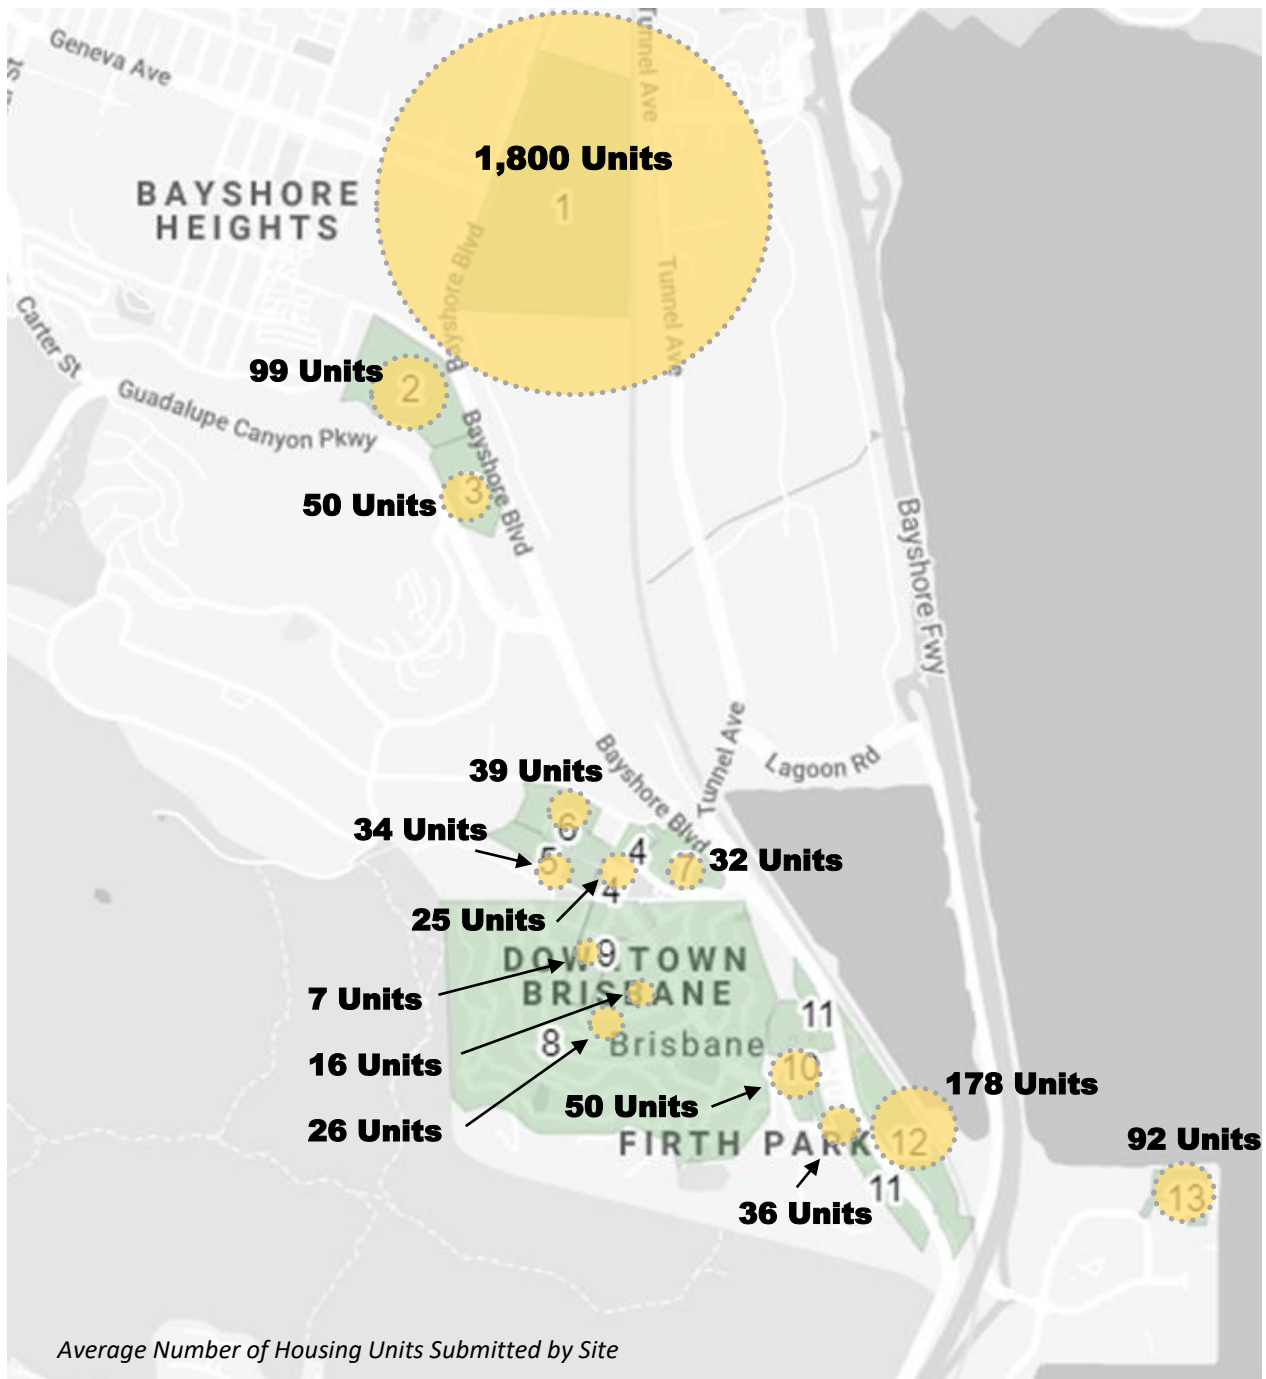 Geneva Ave
Tunnel Ave
1,800 Units
BAYSHORE
HEIGHTS
1
Bayshore Blvd
Tunnel Ave
Carter St
99 Units
2
Guadalupe Canyon Pkwy
Bayshore Blvd
3
50 Units
Bayshore Fwy
Tunnel Ave
Lagoon Rd
Bayshore Blvd
39 Units
6
34 Units
5
4
7
32 Units
4
25 Units
9
DOWNTOWN
BRISBANE
7 Units
11
8
Brisbane
16 Units
10
178 Units
50 Units
26 Units
FIRTH PARK
12
92 Units
11
13
36 Units
Average Number of Housing Units Submitted by Site